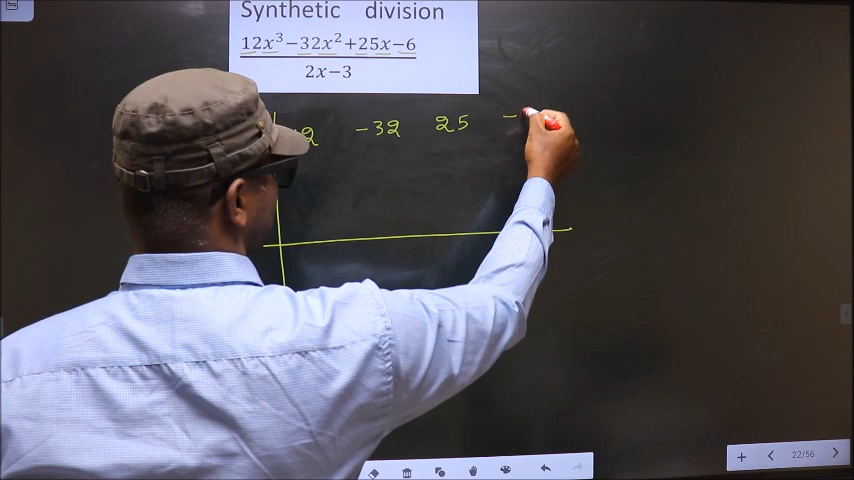 Synthetic division
12x³−32x²+25x−6
2x−3
-32 25 -
22/56